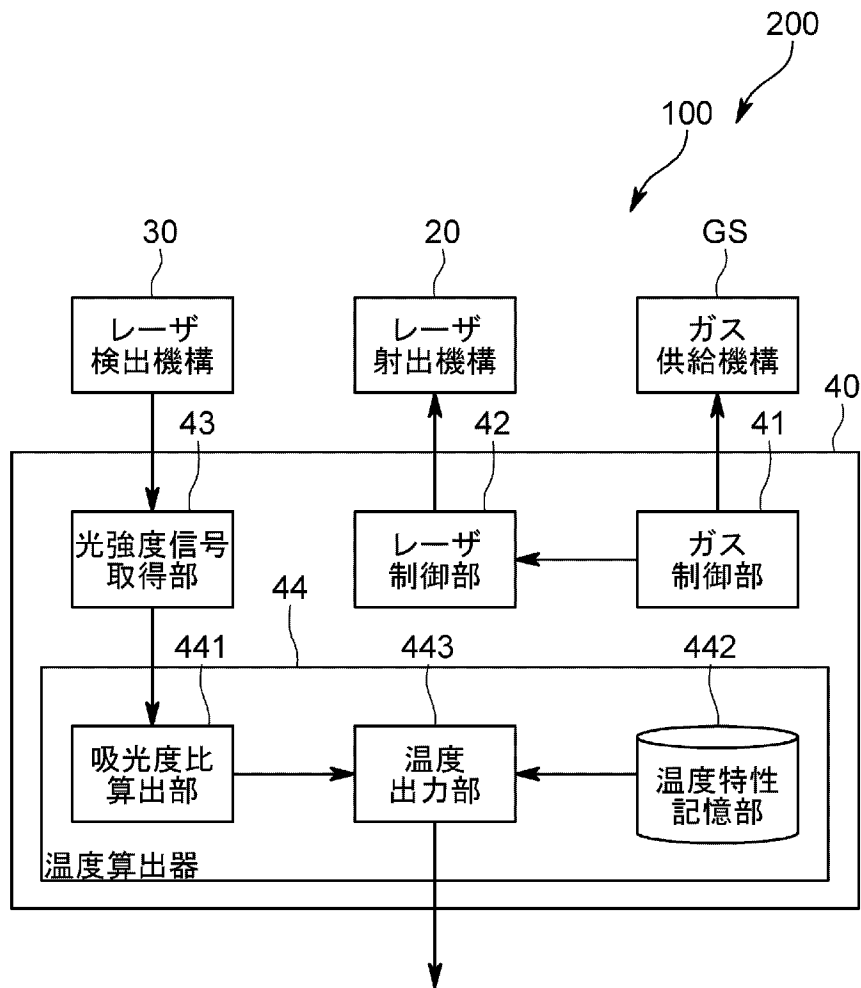 200
100
30
20
GS
レーザ
検出機構
レーザ
射出機構
ガス
供給機構
40
43
42
41
光強度信号
取得部
レーザ
制御部
ガス
制御部
44
441
443
442
吸光度比
算出部
温度
出力部
温度特性
記憶部
温度算出器